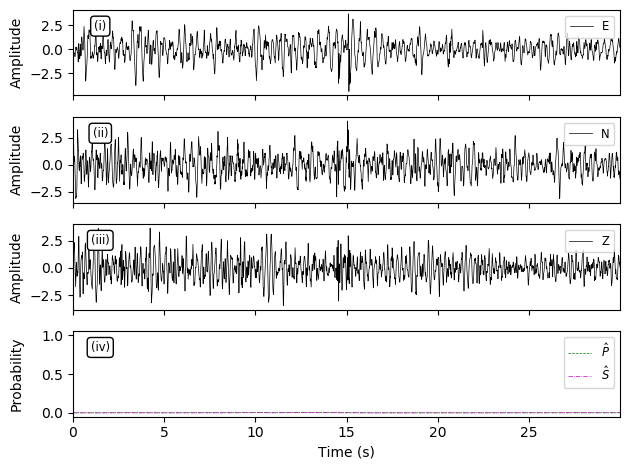 (i)
E
Amplitude
2.5
0.0
−2.5
(ii)
N
Amplitude
2.5
0.0
−2.5
(iii)
Z
Amplitude
2.5
0.0
−2.5
(iv)
P̂
Ŝ
Probability
1.0
0.5
0.0
0 5 10 15 20 25
Time (s)